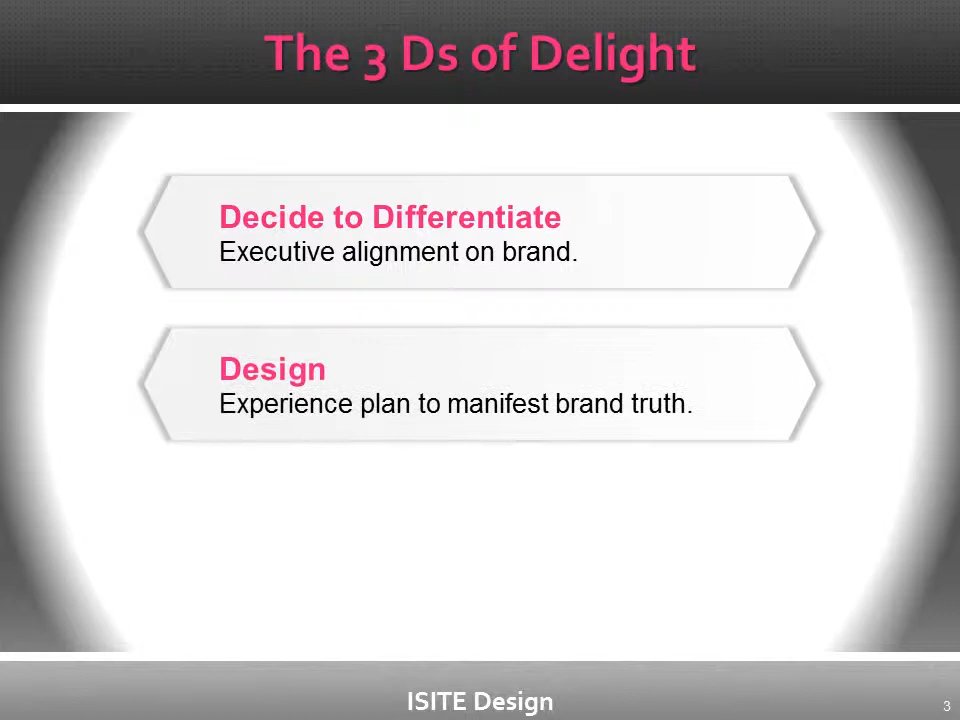 The 3 Ds of Delight
Decide to Differentiate
Executive alignment on brand.
Design
Experience plan to manifest brand truth.
ISITE Design
3